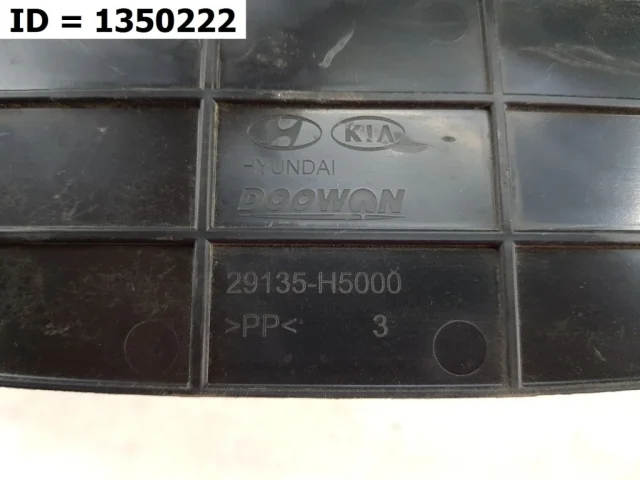 ID = 1350222
KIA
HYUNDAI
DOOWON
29135-H5000
>PP< 3